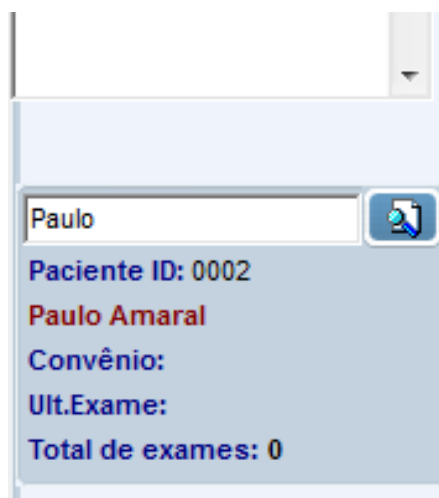 Paulo
Paciente ID: 0002
Paulo Amaral
Convênio:
Ult.Exame:
Total de exames: 0